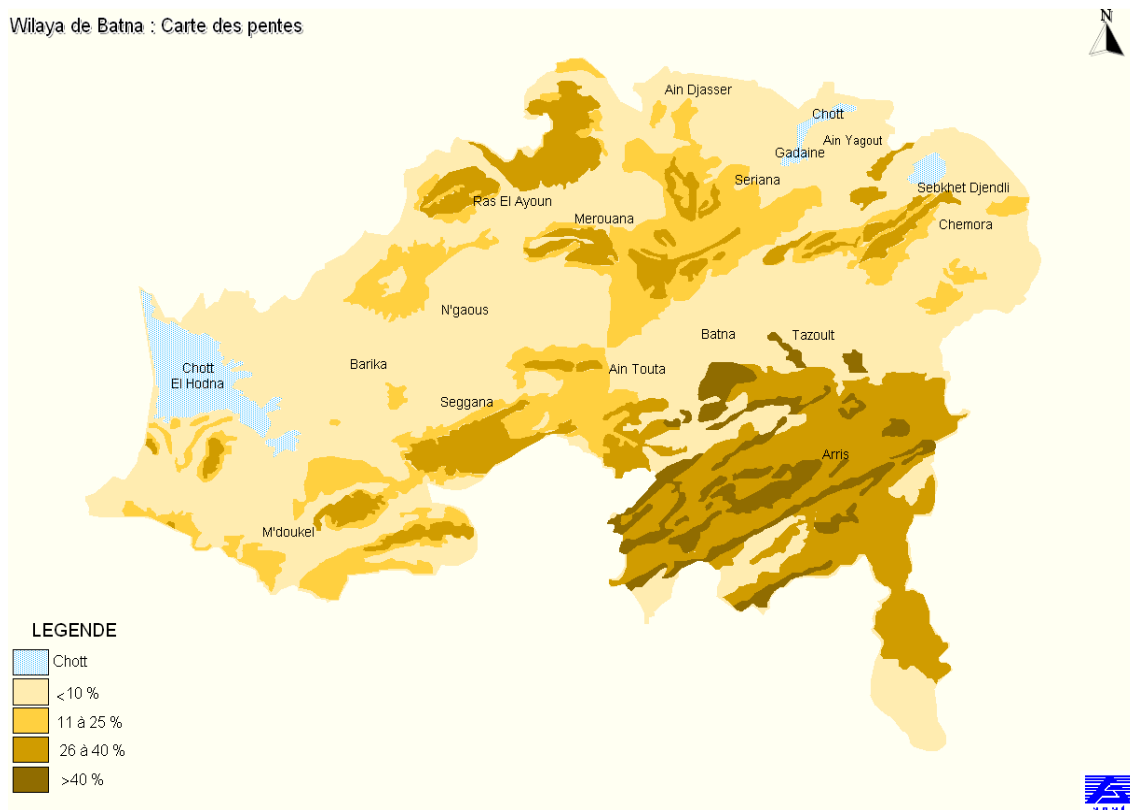 Wilaya de Batna : Carte des pentes
N
Ain Djasser
Chott
Ain Yagout
Gadaine
Seriana
Sebkhet Djendli
Ras El Ayoun
Merouana
Chemora
N'gaous
Batna
Tazoult
Chott
El Hodna
Barika
Ain Touta
Seggana
Arris
M'doukel
LEGENDE
Chott
<10 %
11 à 25 %
26 à 40 %
>40 %